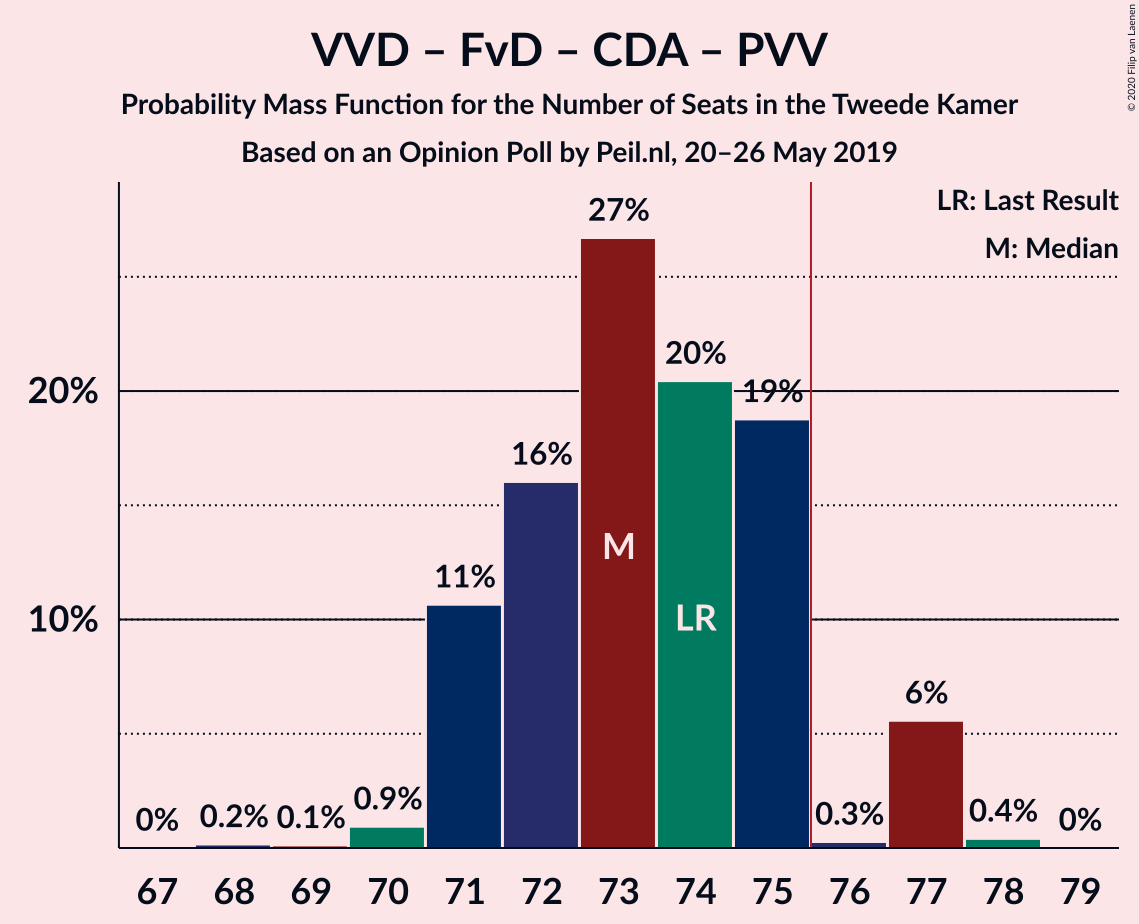 VVD – FvD – CDA – PVV
Probability Mass Function for the Number of Seats in the Tweede Kamer
Based on an Opinion Poll by Peil.nl, 20–26 May 2019
© 2020 Filip van Laenen
LR: Last Result
M: Median
20%
10%
0%
0.2%
0.1%
0.9%
11%
16%
27%
20%
19%
0.3%
6%
0.4%
0%
M
LR
67 68 69 70 71 72 73 74 75 76 77 78 79